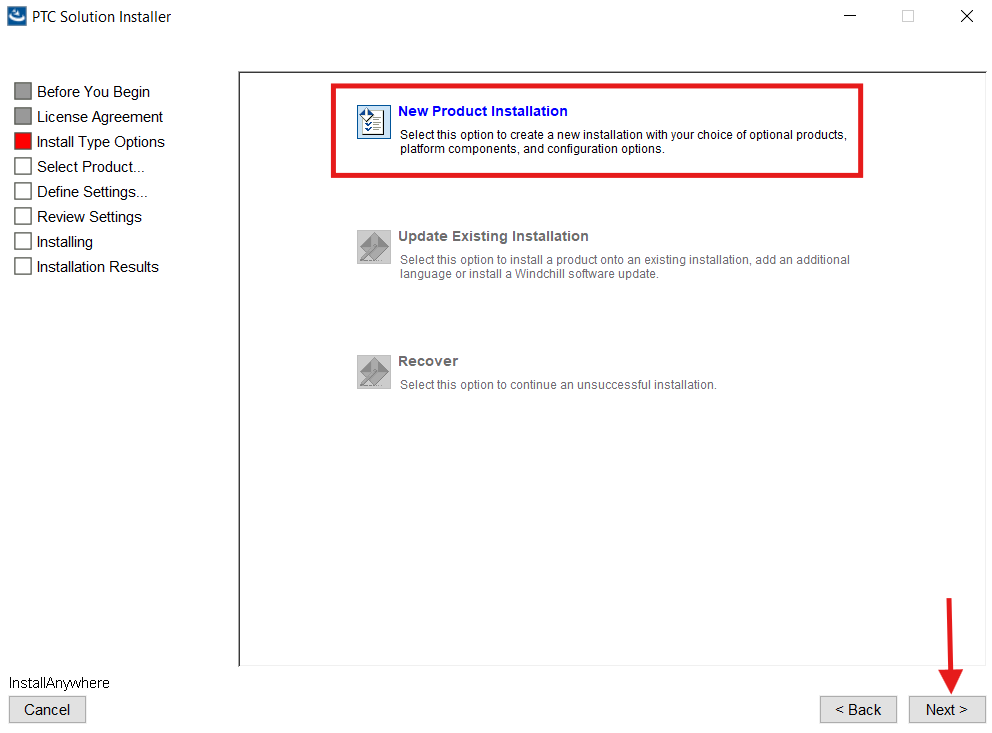 PTC Solution Installer
Before You Begin
License Agreement
Install Type Options
Select Product...
Define Settings...
Review Settings
Installing
Installation Results
New Product Installation
Select this option to create a new installation with your choice of optional products,
platform components, and configuration options.
Update Existing Installation
Select this option to install a product onto an existing installation, add an additional
language or install a Windchill software update.
Recover
Select this option to continue an unsuccessful installation.
InstallAnywhere
Cancel
< Back
Next >